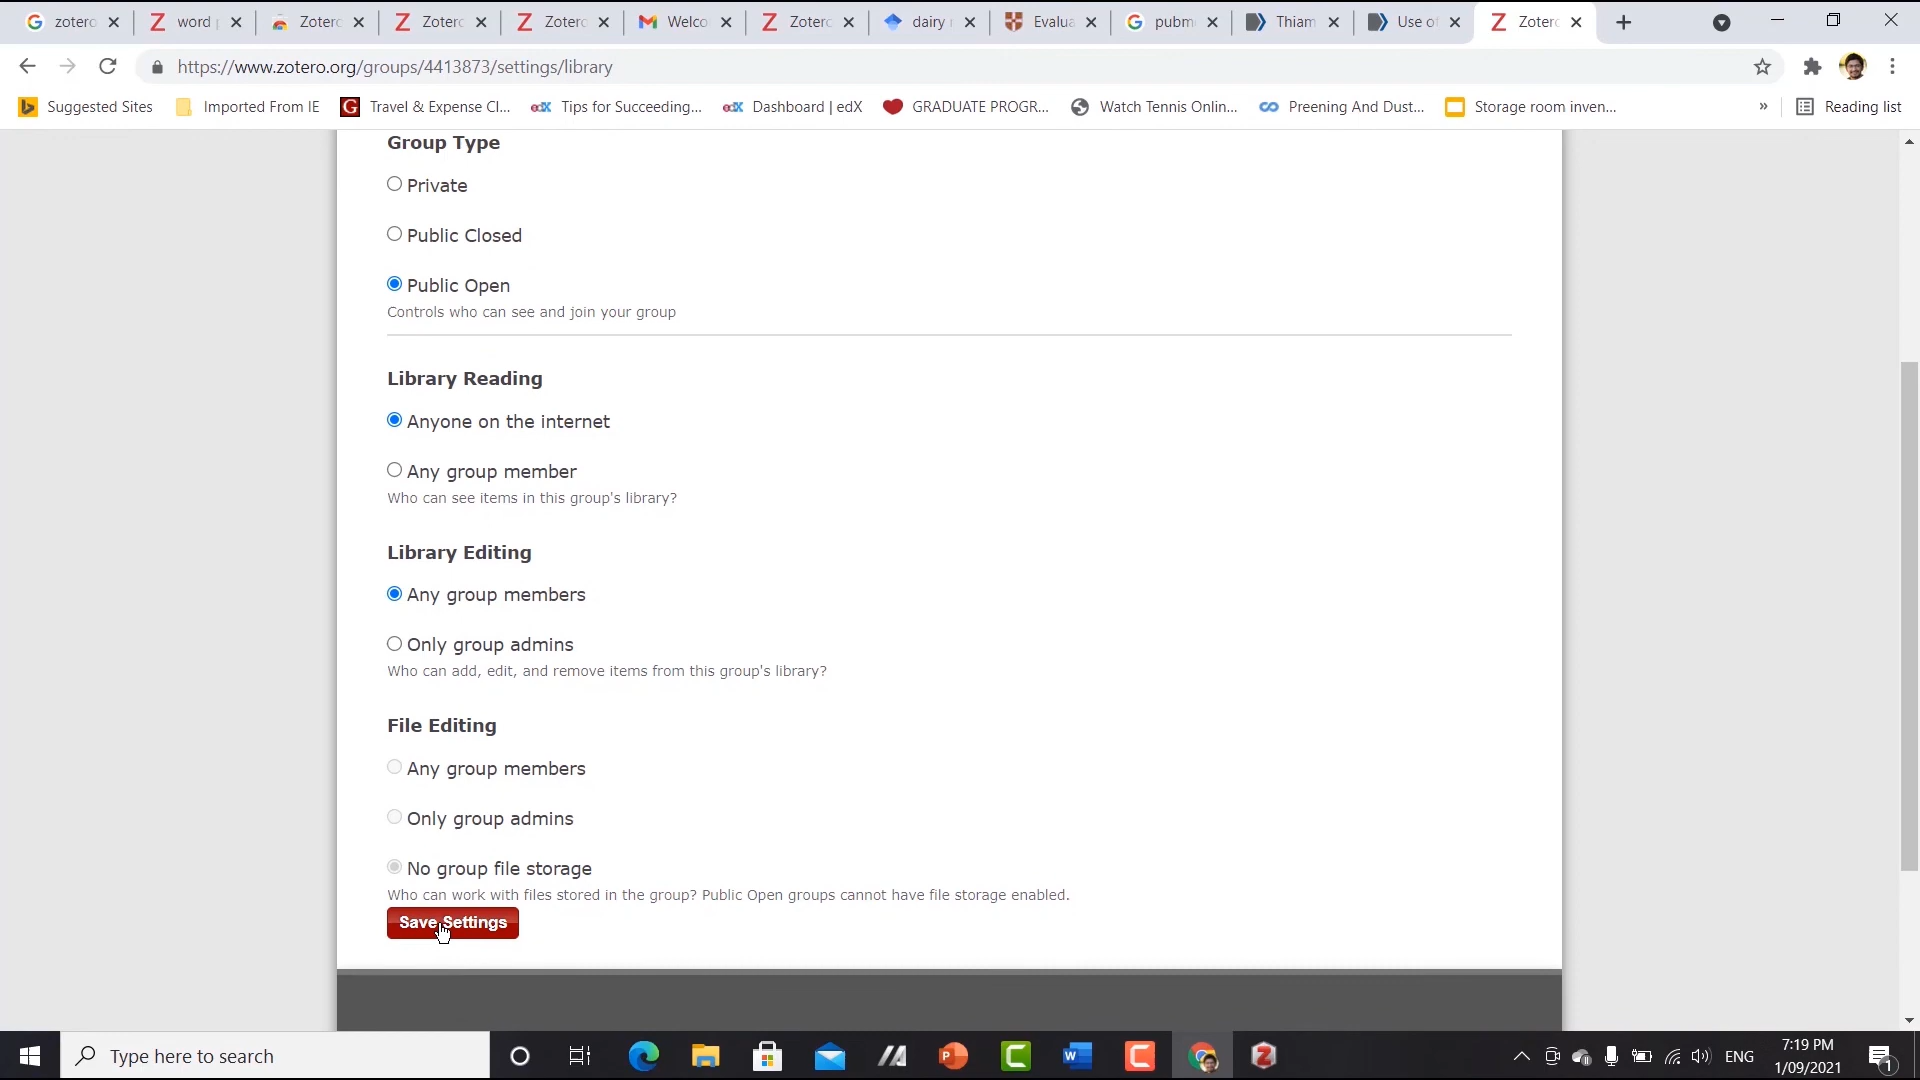 zotero
word
Zotero
Zotero
Zotero
Welco
Zotero
dairy
Evalua
pubm
Thiam
Use of
Zotero
https://www.zotero.org/groups/4413873/settings/library
Suggested Sites
Imported From IE
Travel & Expense Cl...
Tips for Succeeding...
Dashboard | edX
GRADUATE PROGR...
Watch Tennis Onlin...
Preening And Dust...
Storage room inven...
»
Reading list
Group Type
Private
Public Closed
Public Open
Controls who can see and join your group
Library Reading
Anyone on the internet
Any group member
Who can see items in this group's library?
Library Editing
Any group members
Only group admins
Who can add, edit, and remove items from this group's library?
File Editing
Any group members
Only group admins
No group file storage
Who can work with files stored in the group? Public Open groups cannot have file storage enabled.
Save Settings
Type here to search
ENG
7:19 PM
1/09/2021
1